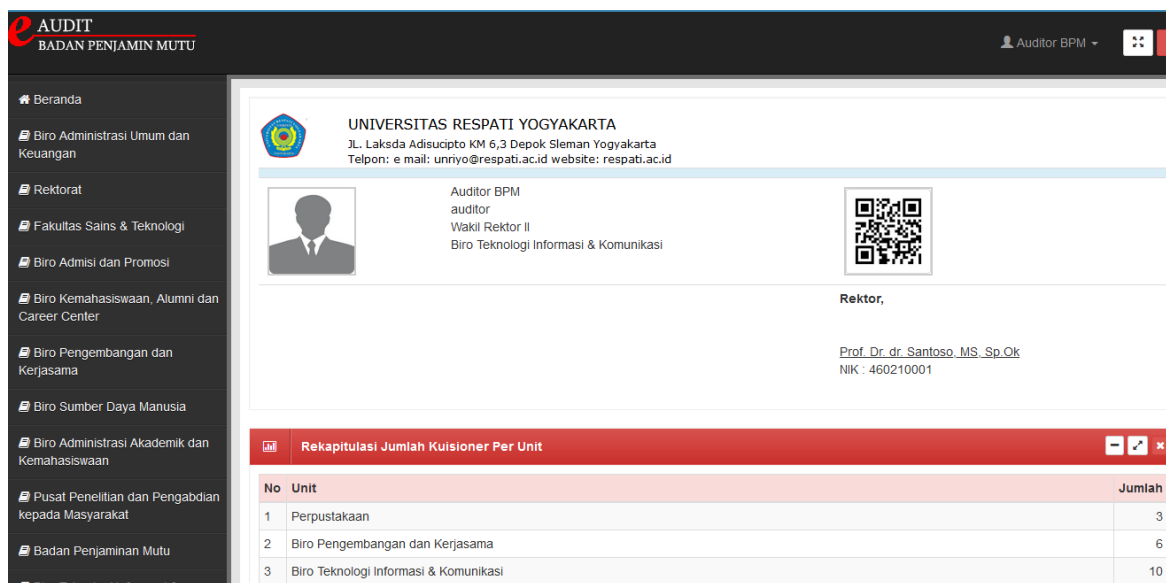 e AUDIT
BADAN PENJAMIN MUTU
Auditor BPM
Beranda
Biro Administrasi Umum dan
Keuangan
Rektorat
Fakultas Sains & Teknologi
Biro Admisi dan Promosi
Biro Kemahasiswaan, Alumni dan
Career Center
Biro Pengembangan dan
Kerjasama
Biro Sumber Daya Manusia
Biro Administrasi Akademik dan
Kemahasiswaan
Pusat Penelitian dan Pengabdian
kepada Masyarakat
Badan Penjaminan Mutu
UNIVERSITAS RESPATI YOGYAKARTA
JL. Laksda Adisucipto KM 6,3 Depok Sleman Yogyakarta
Telpon: e mail: unriyo@respati.ac.id website: respati.ac.id
Auditor BPM
auditor
Wakil Rektor II
Biro Teknologi Informasi & Komunikasi
Rektor,
Prof. Dr. dr. Santoso, MS, Sp.Ok
NIK : 460210001
Rekapitulasi Jumlah Kuisioner Per Unit
No Unit Jumlah
1 Perpustakaan 3
2 Biro Pengembangan dan Kerjasama 6
3 Biro Teknologi Informasi & Komunikasi 10